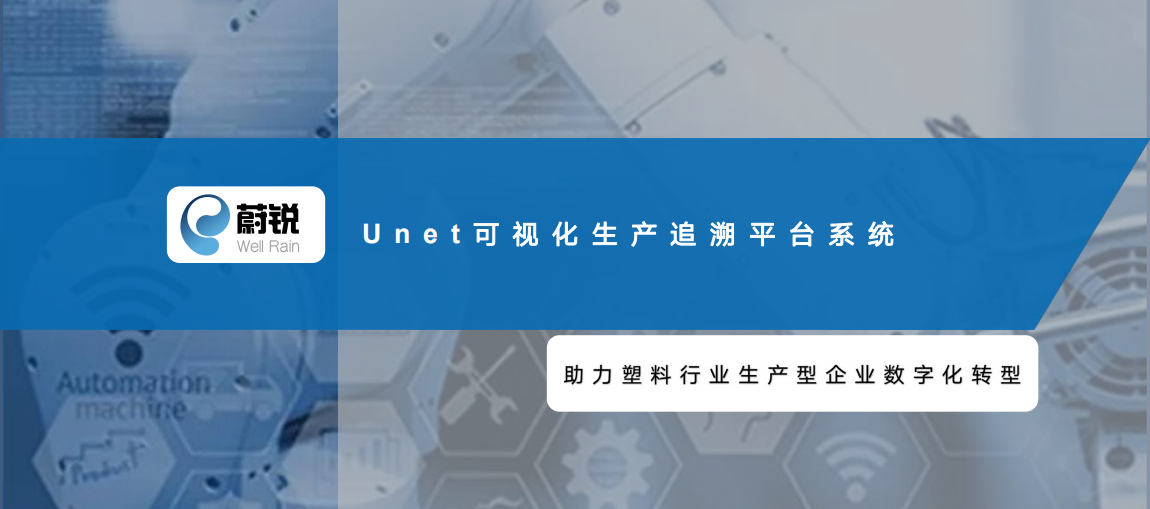 蔚锐
Well Rain
Unet可视化生产追溯平台系统
助力塑料行业生产型企业数字化转型
Automation
machine
Product